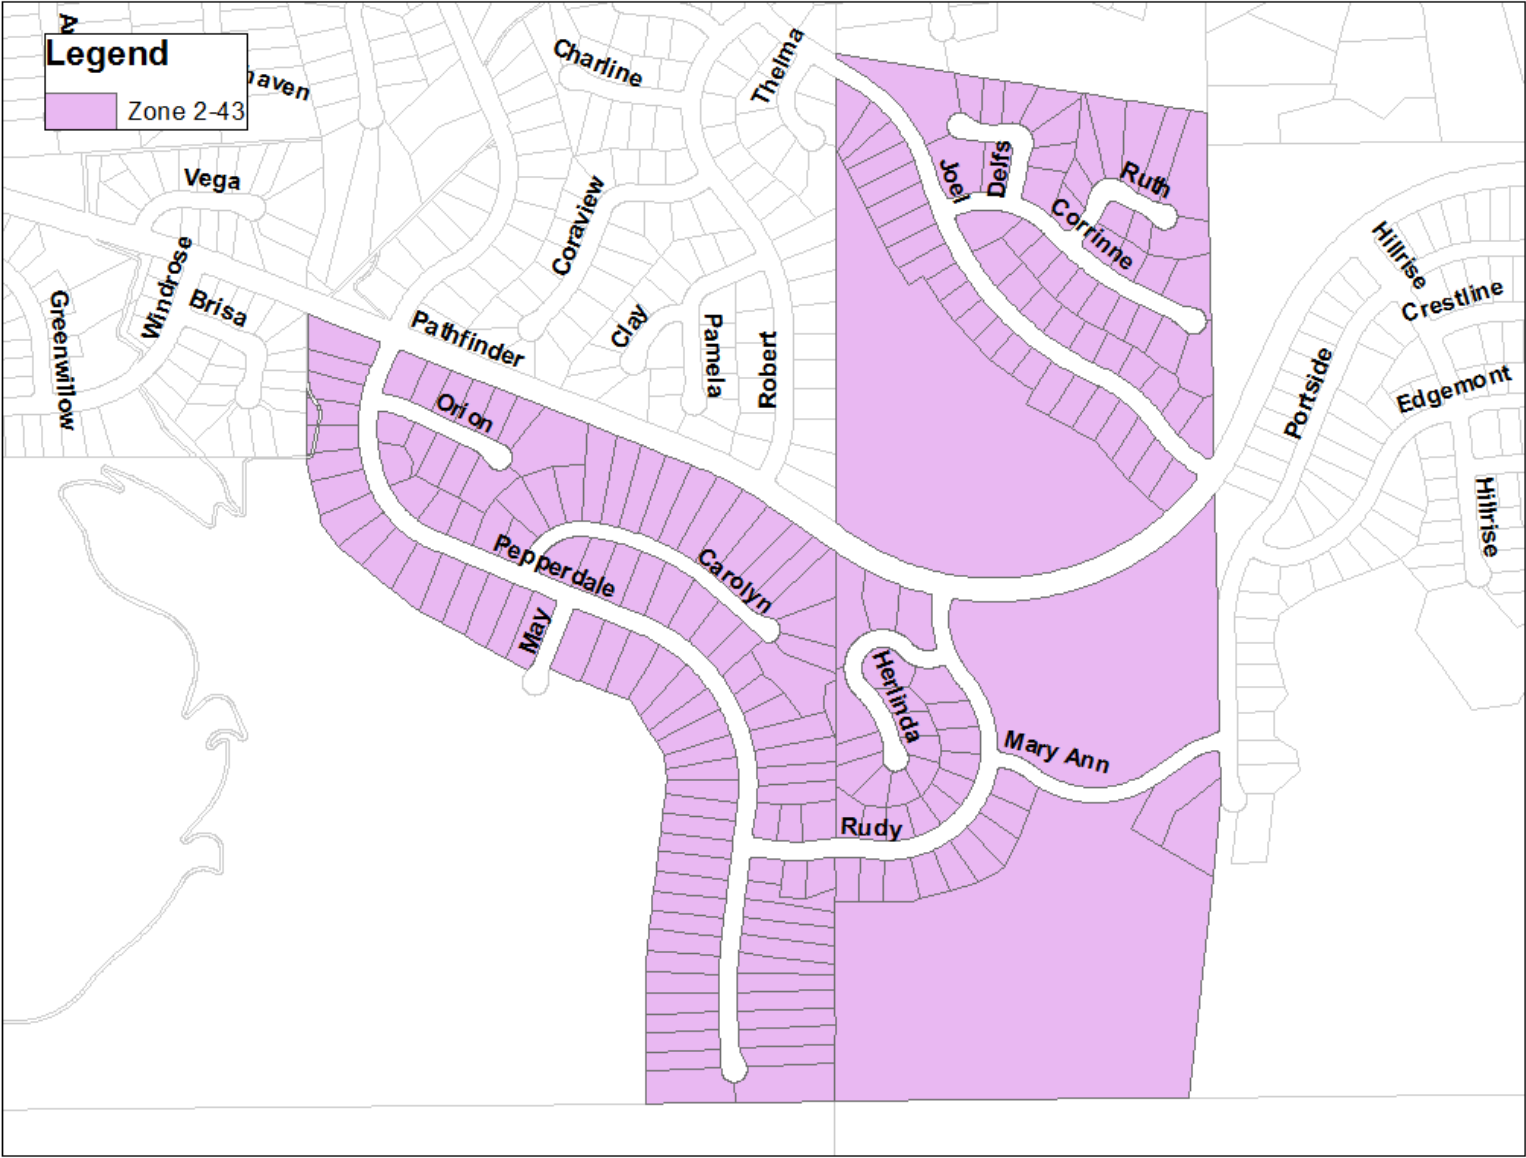 Legend
Zone 2-43
haven
Charline
Thelma
Vega
Coraview
Windrose
Brisa
Greenwillow
Pathfinder
Clay
Pamela
Robert
Joel
Delfs
Ruth
Corrinne
Hillrise
Crestline
Portside
Edgemont
Hillrise
Orion
Pepperdale
Carolyn
May
Herlinda
Mary Ann
Rudy